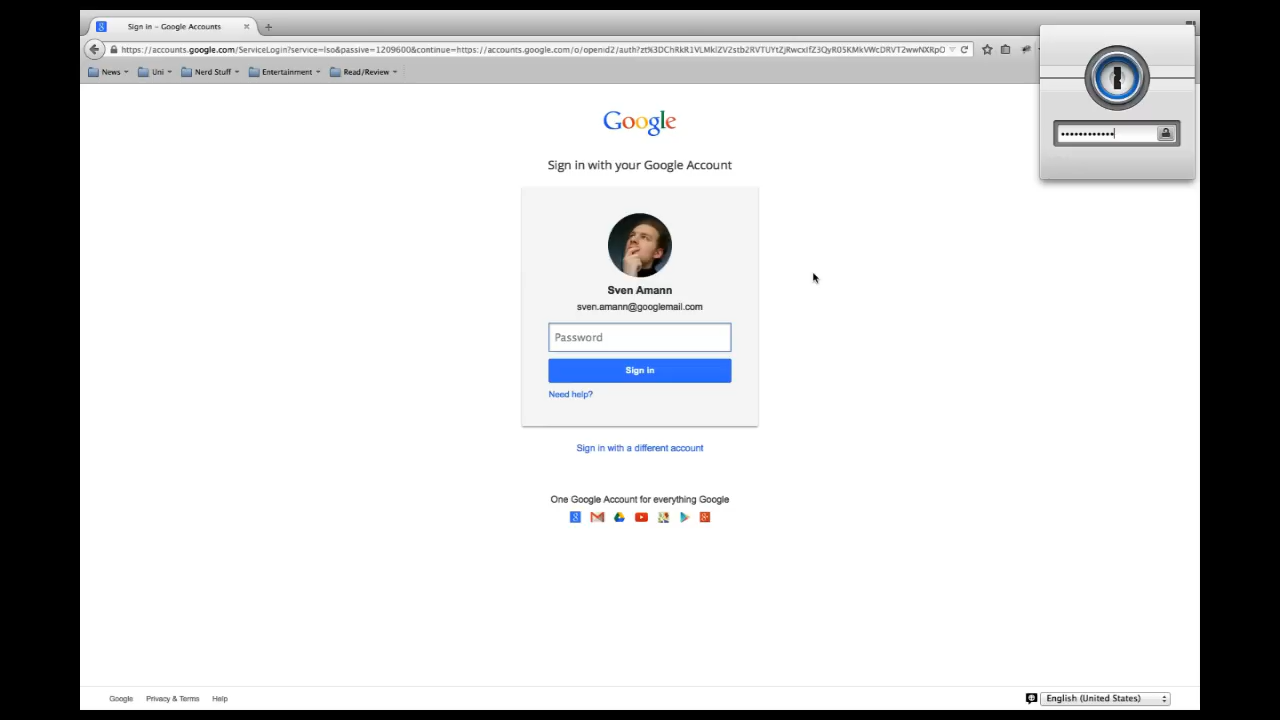 Sign in – Google Accounts
News
Uni
Nerd Stuff
Entertainment
Read/Review
Google
Sign in with your Google Account
Sven Amann
sven.amann@googlemail.com
Password
Sign in
Need help?
Sign in with a different account
One Google Account for everything Google
Google
Privacy & Terms
Help
English (United States)